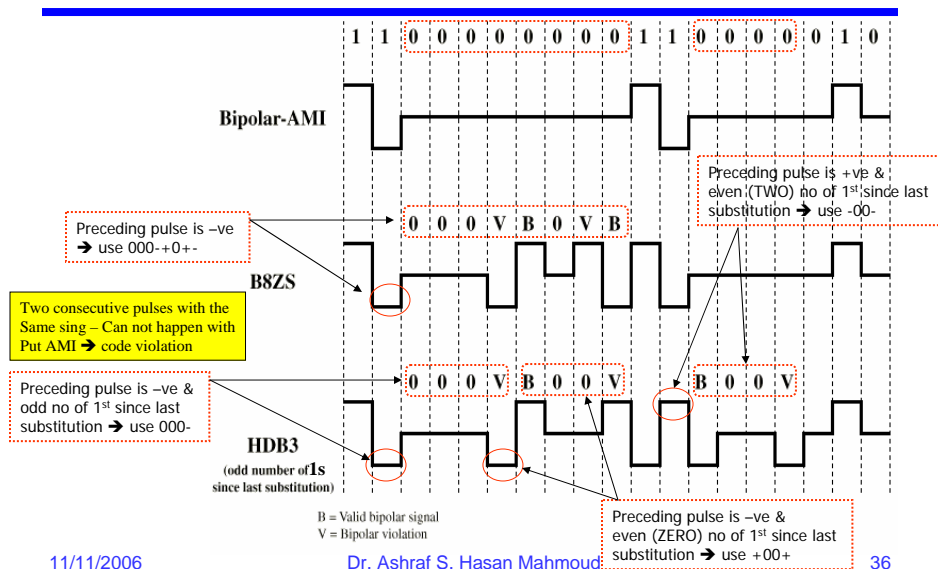 1 1 0 0 0 0 0 0 0 0 1 1 0 0 0 0 0 1 0
Bipolar-AMI
Preceding pulse is +ve &
even (TWO) no of 1st since last
substitution ➔ use -00-
Preceding pulse is –ve
➔ use 000-+0+-
0 0 0 V B 0 V B
B8ZS
Two consecutive pulses with the
Same sing – Can not happen with
Put AMI ➔ code violation
Preceding pulse is –ve &
odd no of 1st since last
substitution ➔ use 000-
0 0 0 V B 0 0 V B 0 0 V
HDB3
(odd number of 1s
since last substitution)
B = Valid bipolar signal
V = Bipolar violation
Preceding pulse is –ve &
even (ZERO) no of 1st since last
substitution ➔ use +00+
11/11/2006 Dr. Ashraf S. Hasan Mahmoud 36